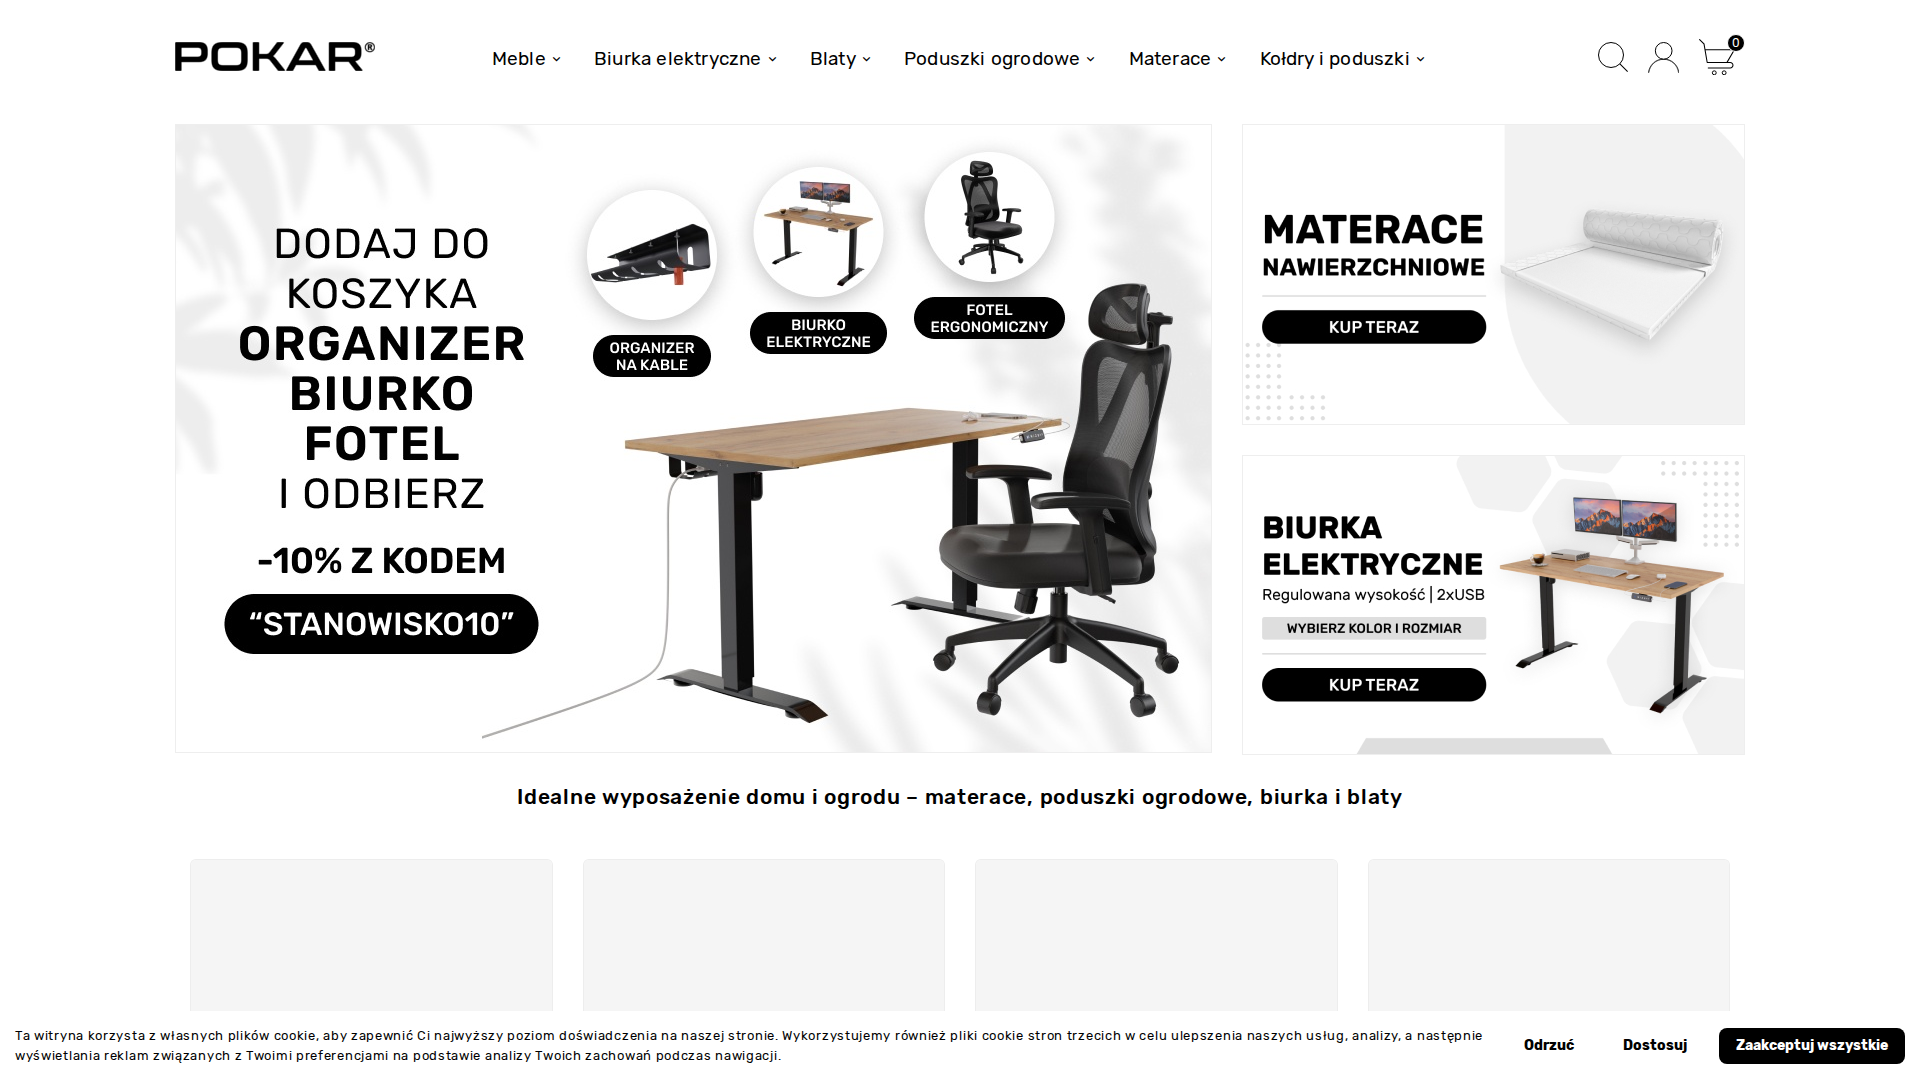 POKAR®
Meble
Biurka elektryczne
Blaty
Poduszki ogrodowe
Materace
Kołdry i poduszki
0
DODAJ DO
KOSZYKA
ORGANIZER
BIURKO
FOTEL
I ODBIERZ
-10% Z KODEM
“STANOWISKO10”
ORGANIZER
NA KABLE
BIURKO
ELEKTRYCZNE
FOTEL
ERGONOMICZNY
MATERACE
NAWIERZCHNIOWE
KUP TERAZ
BIURKA
ELEKTRYCZNE
Regulowana wysokość | 2xUSB
WYBIERZ KOLOR I ROZMIAR
KUP TERAZ
Idealne wyposażenie domu i ogrodu – materace, poduszki ogrodowe, biurka i blaty
Ta witryna korzysta z własnych plików cookie, aby zapewnić Ci najwyższy poziom doświadczenia na naszej stronie. Wykorzystujemy również pliki cookie stron trzecich w celu ulepszenia naszych usług, analizy, a następnie
wyświetlania reklam związanych z Twoimi preferencjami na podstawie analizy Twoich zachowań podczas nawigacji.
Odrzuć
Dostosuj
Zaakceptuj wszystkie